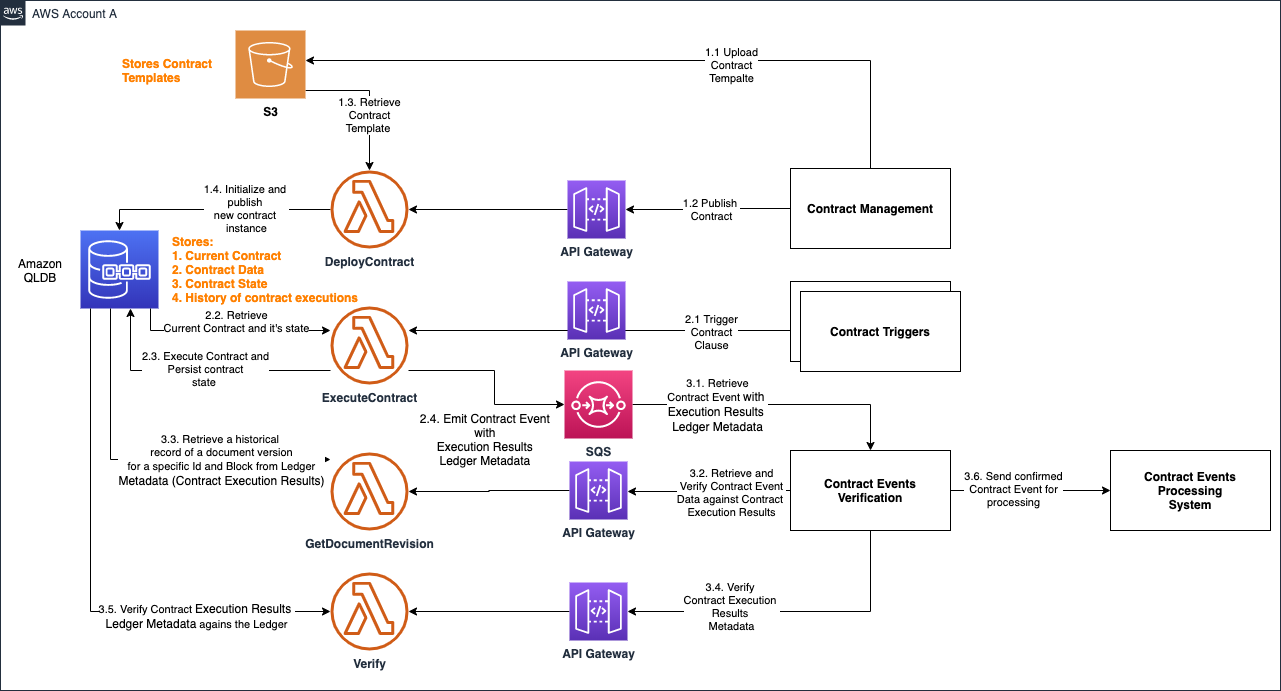 aws
AWS Account A
Stores Contract
Templates
S3
1.1 Upload
Contract
Tempalte
1.3. Retrieve
Contract
Template
1.4. Initialize and
publish
new contract
instance
DeployContract
API Gateway
1.2 Publish
Contract
Contract Management
Amazon
QLDB
Stores:
1. Current Contract
2. Contract Data
3. Contract State
4. History of contract executions
2.2. Retrieve
Current Contract and it's state
2.3. Execute Contract and
Persist contract
state
ExecuteContract
API Gateway
2.1 Trigger
Contract
Clause
Contract Triggers
2.4. Emit Contract Event
with
Execution Results
Ledger Metadata
SQS
3.1. Retrieve
Contract Event with
Execution Results
Ledger Metadata
3.3. Retrieve a historical
record of a document version
for a specific Id and Block from Ledger
Metadata (Contract Execution Results)
GetDocumentRevision
API Gateway
3.2. Retrieve and
Verify Contract Event
Data against Contract
Execution Results
Contract Events
Verification
3.6. Send confirmed
Contract Event for
processing
Contract Events
Processing
System
3.5. Verify Contract Execution Results
Ledger Metadata agains the Ledger
Verify
API Gateway
3.4. Verify
Contract Execution
Results
Metadata